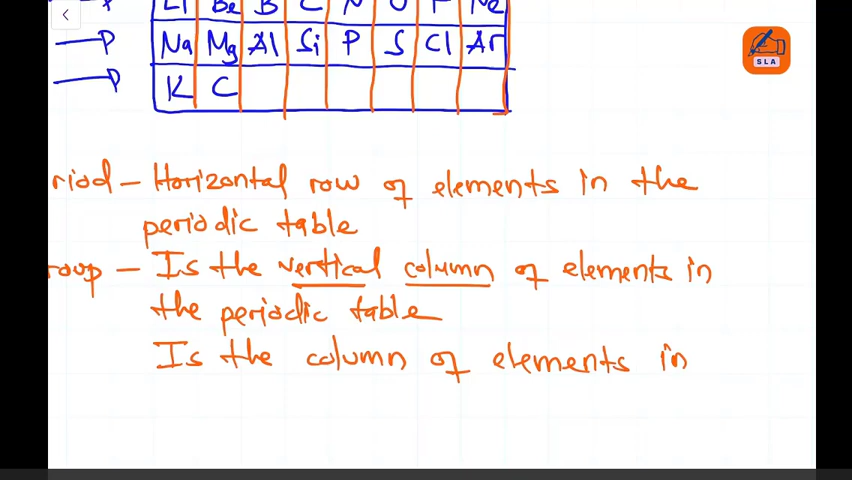 Li Be B C N O F Ne
P Na Mg Al Si P S Cl Ar
P K C
SLA
riod – Horizontal row of elements in the
periodic table
roup – Is the vertical column of elements in
the periodic table
Is the column of elements in